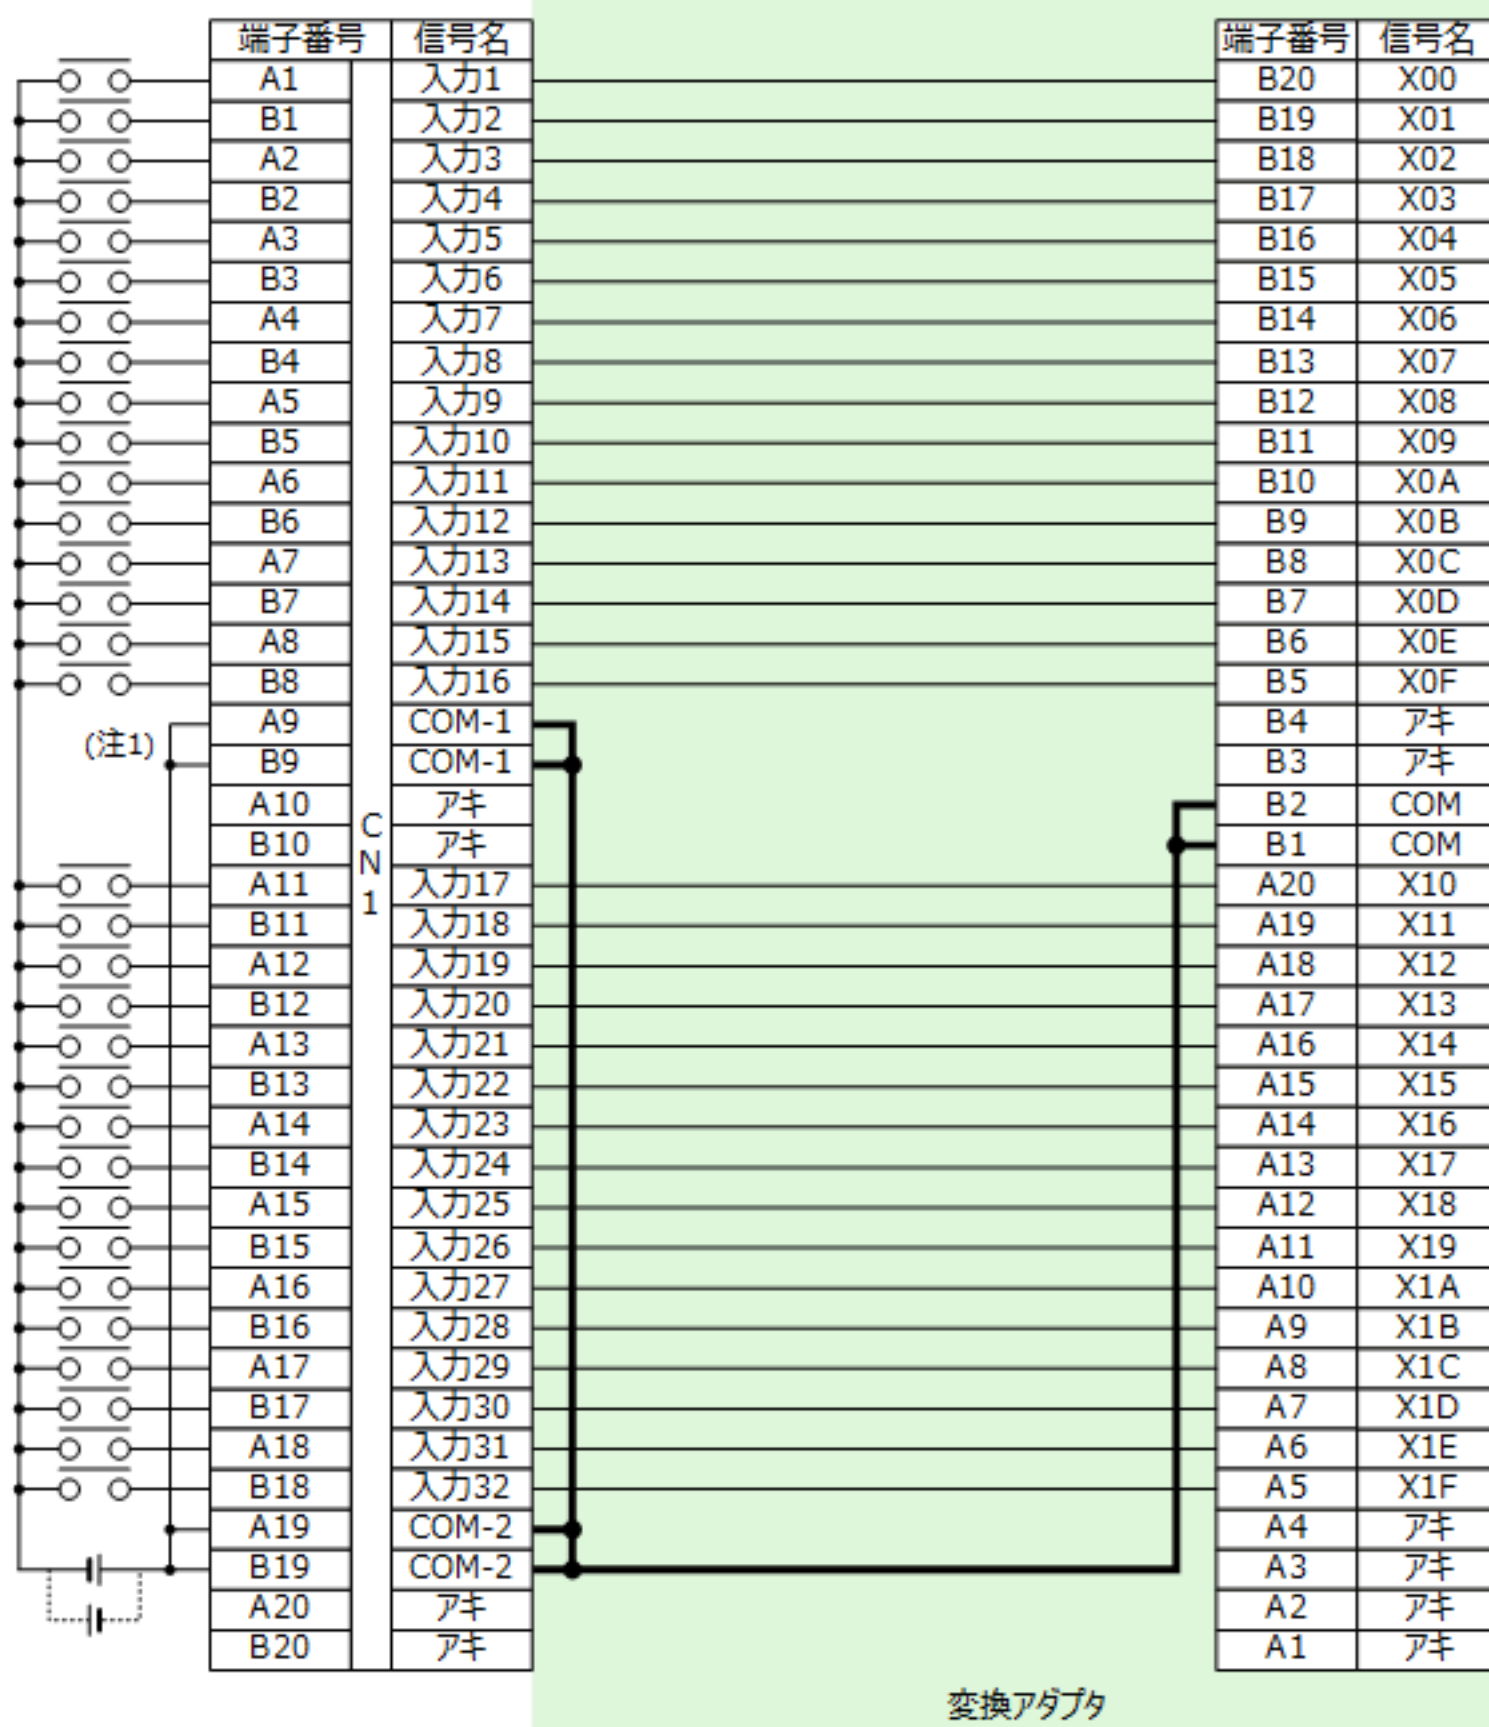 端子番号 信号名 端子番号 信号名
A1 入力1 B20 X00
B1 入力2 B19 X01
A2 入力3 B18 X02
B2 入力4 B17 X03
A3 入力5 B16 X04
B3 入力6 B15 X05
A4 入力7 B14 X06
B4 入力8 B13 X07
A5 入力9 B12 X08
B5 入力10 B11 X09
A6 入力11 B10 X0A
B6 入力12 B9 X0B
A7 入力13 B8 X0C
B7 入力14 B7 X0D
A8 入力15 B6 X0E
B8 入力16 B5 X0F
A9 COM-1 B4 アキ
(注1)
B9 COM-1 B3 アキ
A10 アキ B2 COM
CN1
B10 アキ B1 COM
A11 入力17 A20 X10
B11 入力18 A19 X11
A12 入力19 A18 X12
B12 入力20 A17 X13
A13 入力21 A16 X14
B13 入力22 A15 X15
A14 入力23 A14 X16
B14 入力24 A13 X17
A15 入力25 A12 X18
B15 入力26 A11 X19
A16 入力27 A10 X1A
B16 入力28 A9 X1B
A17 入力29 A8 X1C
B17 入力30 A7 X1D
A18 入力31 A6 X1E
B18 入力32 A5 X1F
A19 COM-2 A4 アキ
B19 COM-2 A3 アキ
A20 アキ A2 アキ
B20 アキ A1 アキ
変換アダプタ